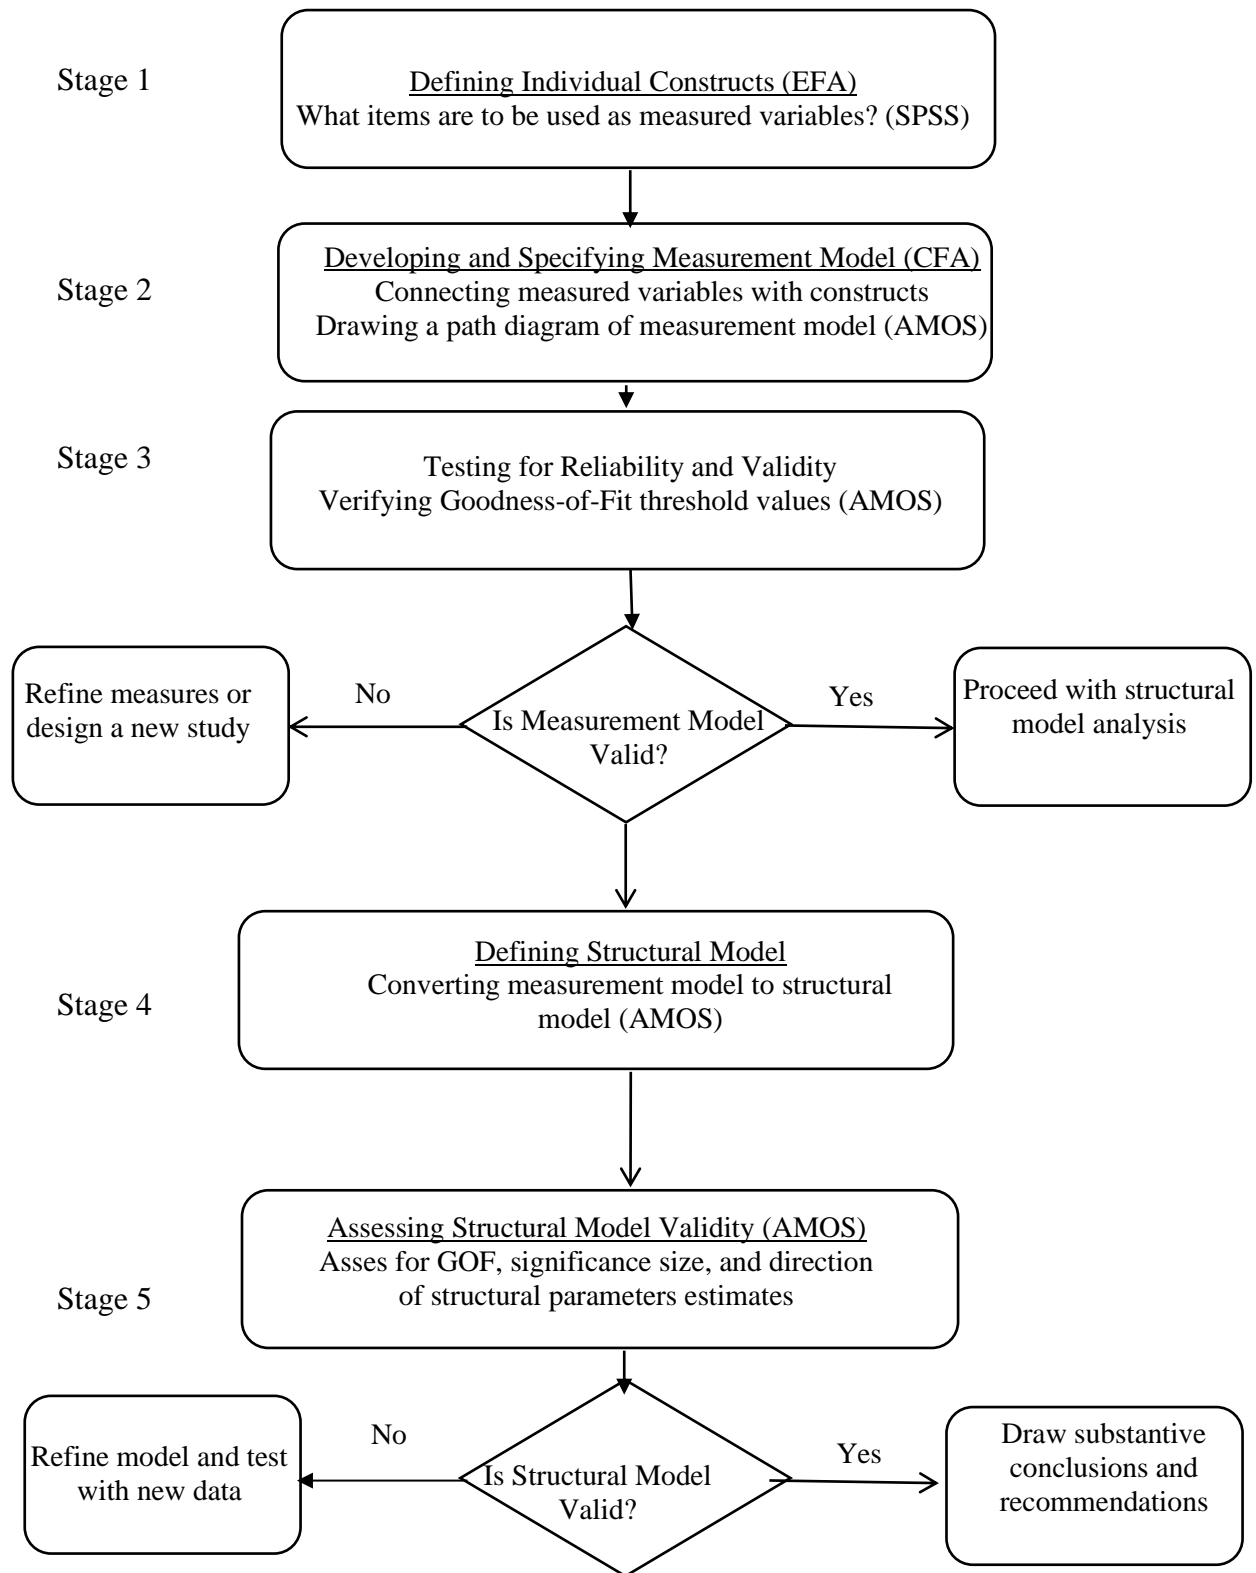 Stage 1
Defining Individual Constructs (EFA)
What items are to be used as measured variables? (SPSS)
Stage 2
Developing and Specifying Measurement Model (CFA)
Connecting measured variables with constructs
Drawing a path diagram of measurement model (AMOS)
Stage 3
Testing for Reliability and Validity
Verifying Goodness-of-Fit threshold values (AMOS)
Refine measures or
design a new study
No
Is Measurement Model
Valid?
Yes
Proceed with structural
model analysis
Stage 4
Defining Structural Model
Converting measurement model to structural
model (AMOS)
Stage 5
Assessing Structural Model Validity (AMOS)
Asses for GOF, significance size, and direction
of structural parameters estimates
Refine model and test
with new data
No
Is Structural Model
Valid?
Yes
Draw substantive
conclusions and
recommendations